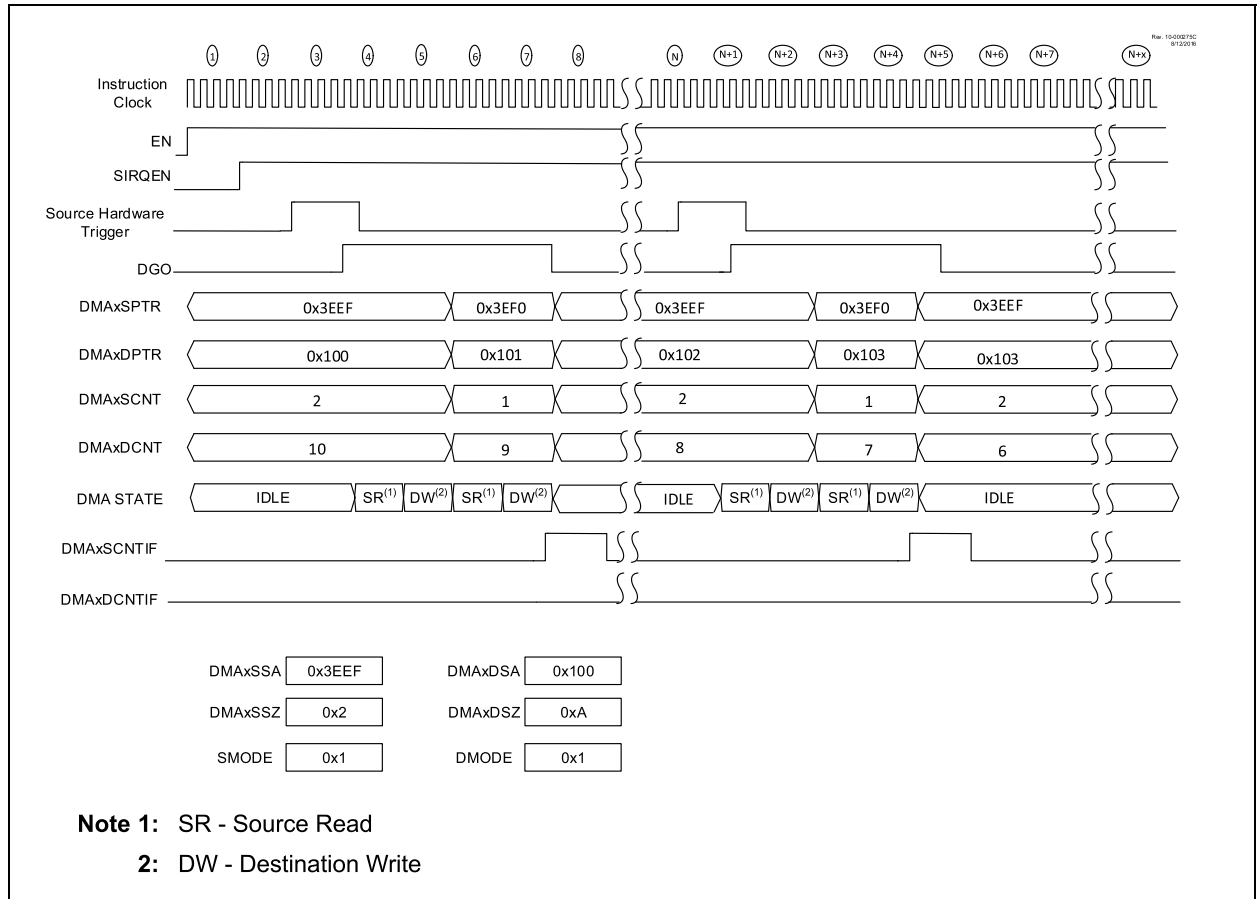 Rev. 10-000275C
8/12/2016
1 2 3 4 5 6 7 8 N N+1 N+2 N+3 N+4 N+5 N+6 N+7 N+x
Instruction
Clock
EN
SIRQEN
Source Hardware
Trigger
DGO
DMAxSPTR 0x3EEF 0x3EF0 0x3EEF 0x3EF0 0x3EEF
DMAxDPTR 0x100 0x101 0x102 0x103 0x103
DMAxSCNT 2 1 2 1 2
DMAxDCNT 10 9 8 7 6
DMA STATE IDLE SR(1) DW(2) SR(1) DW(2) IDLE SR(1) DW(2) SR(1) DW(2) IDLE
DMAxSCNTIF
DMAxDCNTIF
DMAxSSA 0x3EEF DMAxDSA 0x100
DMAxSSZ 0x2 DMAxDSZ 0xA
SMODE 0x1 DMODE 0x1
Note 1: SR - Source Read
2: DW - Destination Write